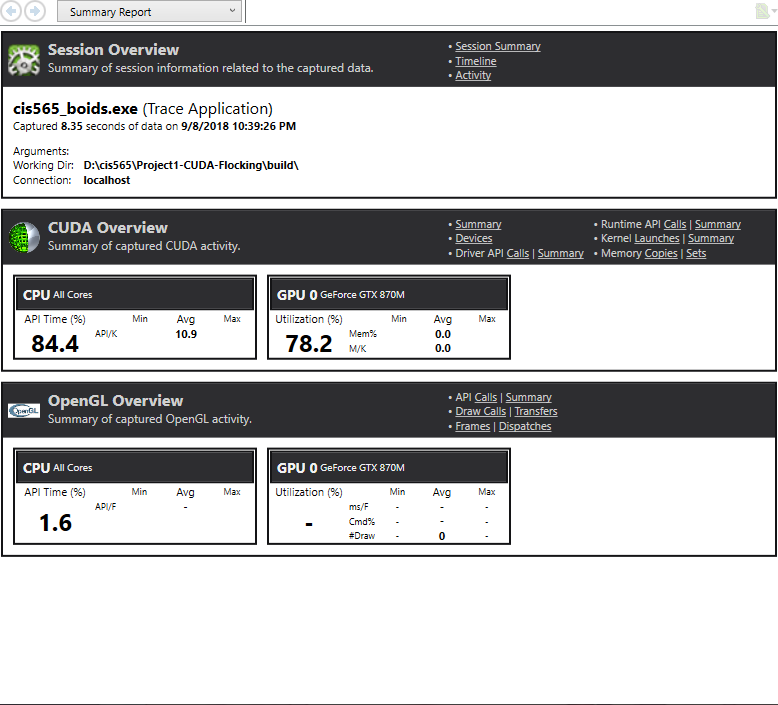 Summary Report
Session Overview
Summary of session information related to the captured data.
• Session Summary
• Timeline
• Activity
cis565_boids.exe (Trace Application)
Captured 8.35 seconds of data on 9/8/2018 10:39:26 PM
Arguments:
Working Dir: D:\cis565\Project1-CUDA-Flocking\build\
Connection: localhost
CUDA Overview
Summary of captured CUDA activity.
• Summary
• Devices
• Driver API Calls | Summary
• Runtime API Calls | Summary
• Kernel Launches | Summary
• Memory Copies | Sets
CPU All Cores
API Time (%) Min Avg Max
84.4 API/K 10.9
GPU 0 GeForce GTX 870M
Utilization (%) Min Avg Max
78.2 Mem% 0.0
M/K 0.0
OpenGL
OpenGL Overview
Summary of captured OpenGL activity.
• API Calls | Summary
• Draw Calls | Transfers
• Frames | Dispatches
CPU All Cores
API Time (%) Min Avg Max
1.6 API/F -
GPU 0 GeForce GTX 870M
Utilization (%) Min Avg Max
ms/F - - -
- Cmd% - - -
#Draw - 0 -